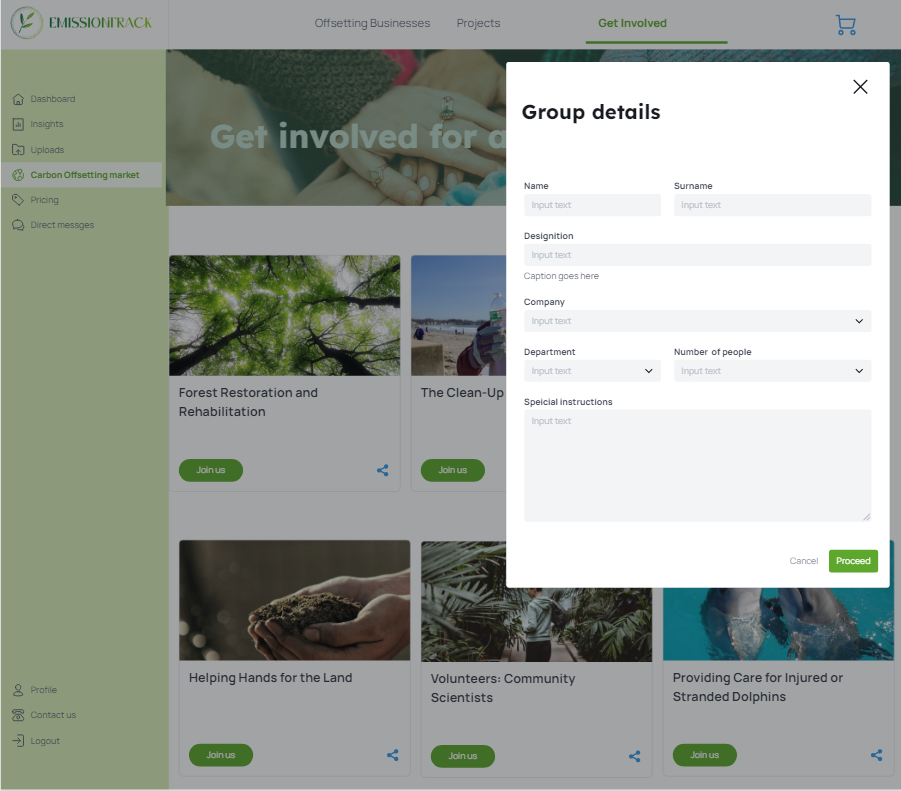 EMISSIONTRACK
Offsetting Businesses
Projects
Get Involved
Dashboard
Insights
Uploads
Carbon Offsetting market
Pricing
Direct messges
Get involved for a
Group details
Name
Surname
Input text
Input text
Designition
Input text
Caption goes here
Company
Input text
Department
Number of people
Input text
Input text
Speicial instructions
Input text
Cancel
Proceed
Forest Restoration and
Rehabilitation
Join us
The Clean-Up
Join us
Helping Hands for the Land
Join us
Volunteers: Community
Scientists
Join us
Providing Care for Injured or
Stranded Dolphins
Join us
Profile
Contact us
Logout